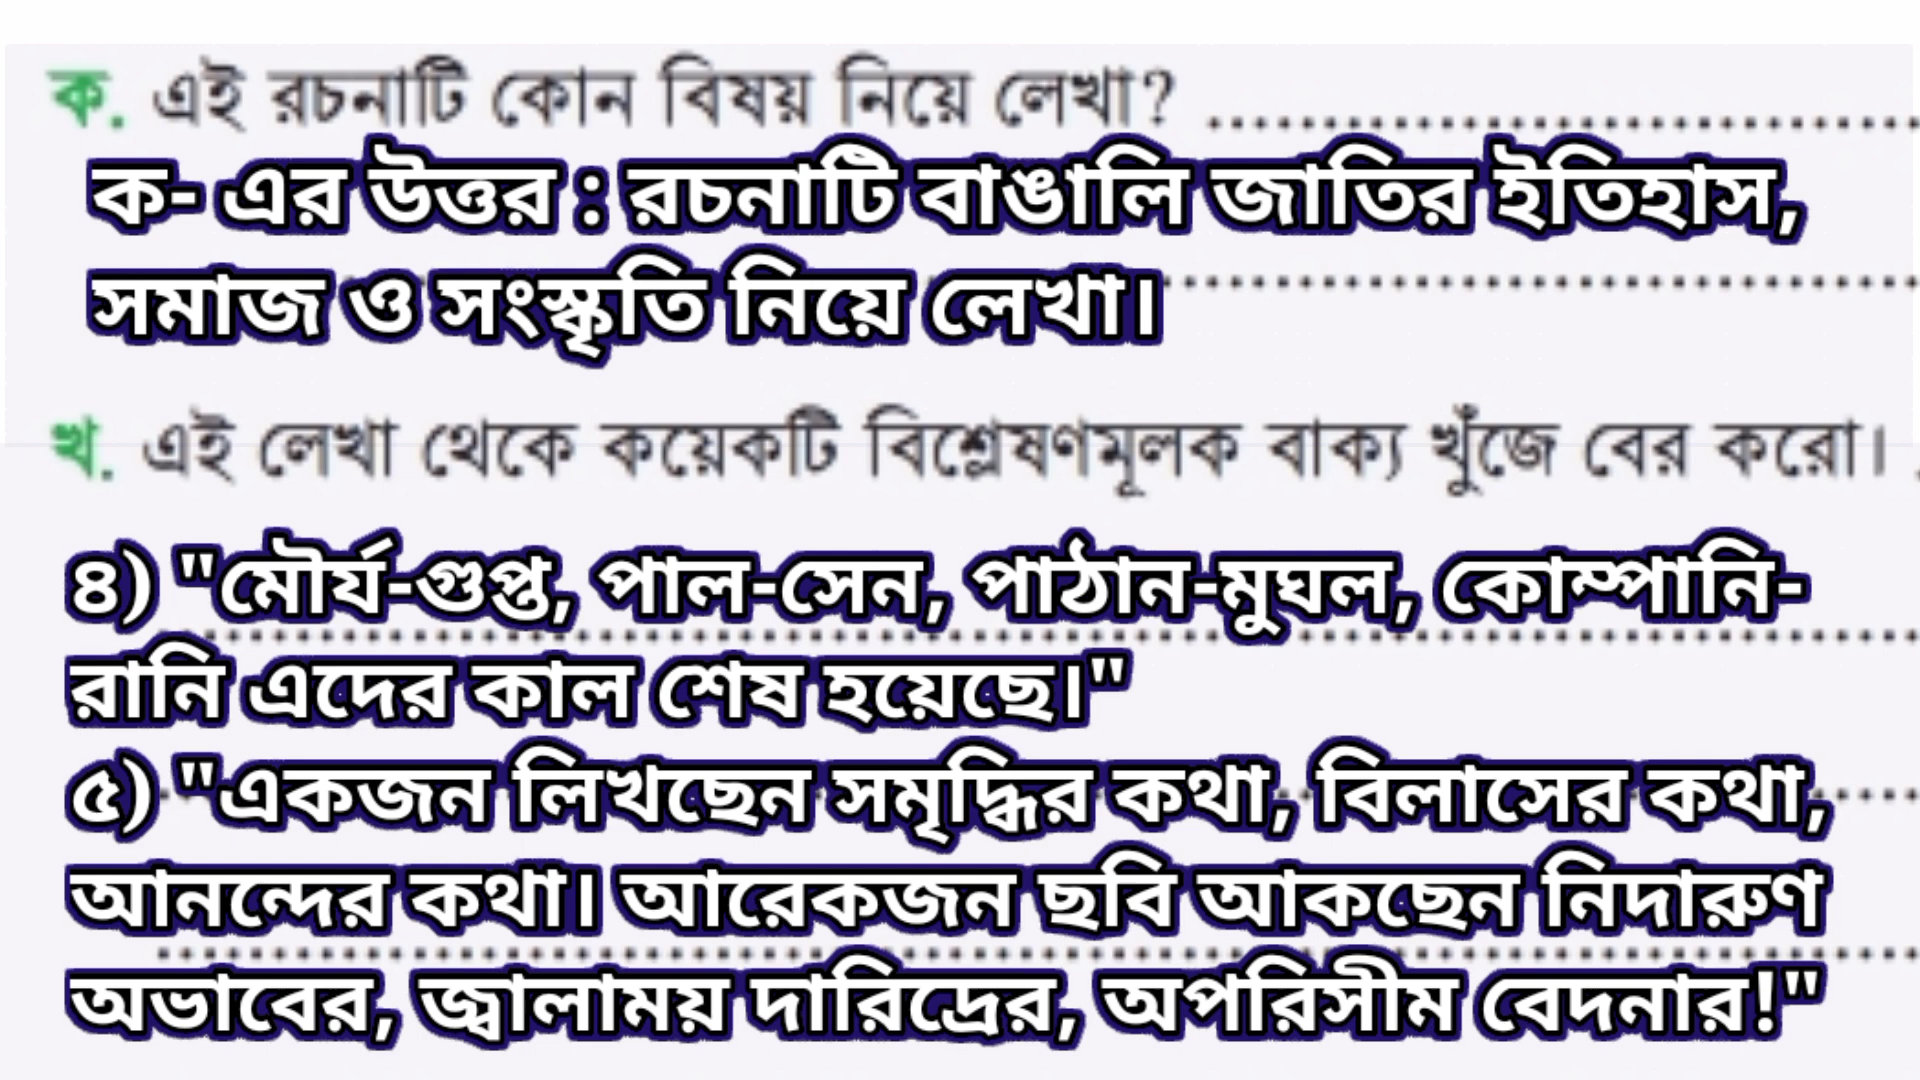 ক. এই রচনাটি কোন বিষয় নিয়ে লেখা? ..............................
ক- এর উত্তর : রচনাটি বাঙালি জাতির ইতিহাস,
সমাজ ও সংস্কৃতি নিয়ে লেখা।
খ. এই লেখা থেকে কয়েকটি বিশ্লেষণমূলক বাক্য খুঁজে বের করো।
৪) "মৌর্য-গুপ্ত, পাল-সেন, পাঠান-মুঘল, কোম্পানি-
রানি এদের কাল শেষ হয়েছে।"
৫) "একজন লিখছেন সমৃদ্ধির কথা, বিলাসের কথা,
আনন্দের কথা। আরেকজন ছবি আকছেন নিদারুণ
অভাবের, জ্বালাময় দারিদ্রের, অপরিসীম বেদনার!"